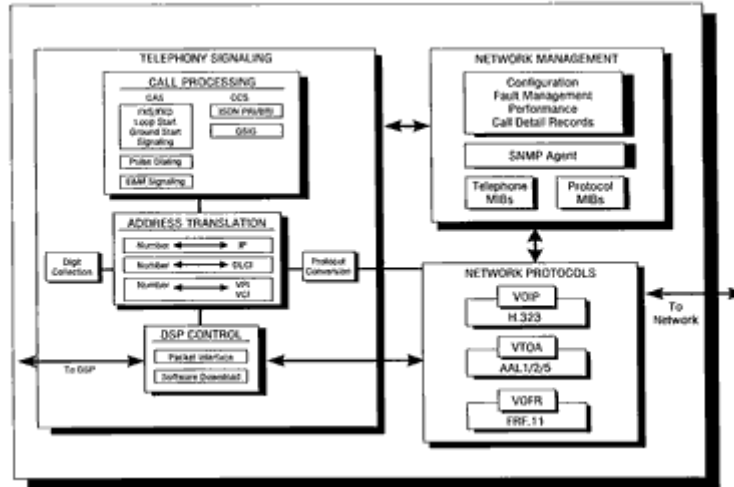 TELEPHONY SIGNALING
CALL PROCESSING
CAS
FXS/FXO
Loop Start
Ground Start
Signaling
Pulse Dialing
E&M Signaling
CCS
ISDN PRI/BRI
QSIG
ADDRESS TRANSLATION
Number IP
Number DLCI
Number VPI
VCI
Digit
Collection
Protocol
Conversion
DSP CONTROL
Packet Interface
Software Download
To DSP
NETWORK MANAGEMENT
Configuration
Fault Management
Performance
Call Detail Records
SNMP Agent
Telephone
MIBs
Protocol
MIBs
NETWORK PROTOCOLS
VOIP
H.323
VTOA
AAL1/2/5
VOFR
FRF.11
To
Network